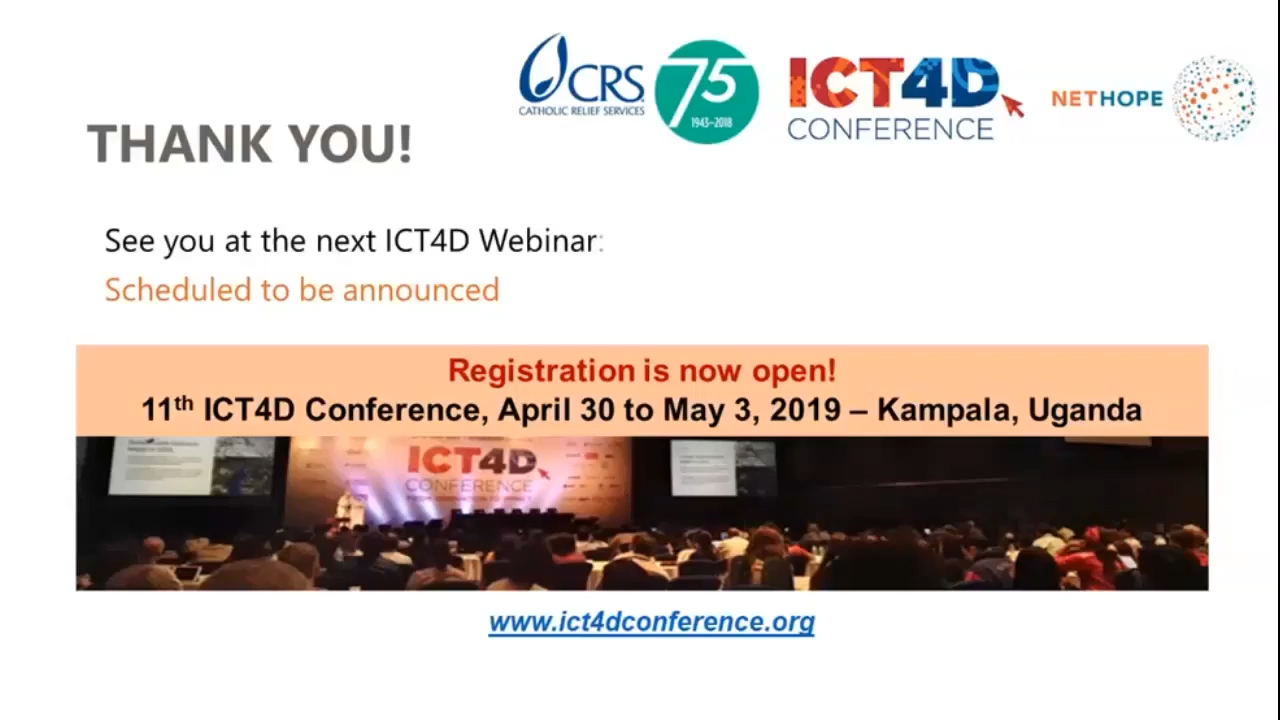 CRS
CATHOLIC RELIEF SERVICES
75
1943–2018
ICT4D
CONFERENCE
NETHOPE
THANK YOU!
See you at the next ICT4D Webinar:
Scheduled to be announced
Registration is now open!
11th ICT4D Conference, April 30 to May 3, 2019 – Kampala, Uganda
ICT4D
CONFERENCE
www.ict4dconference.org